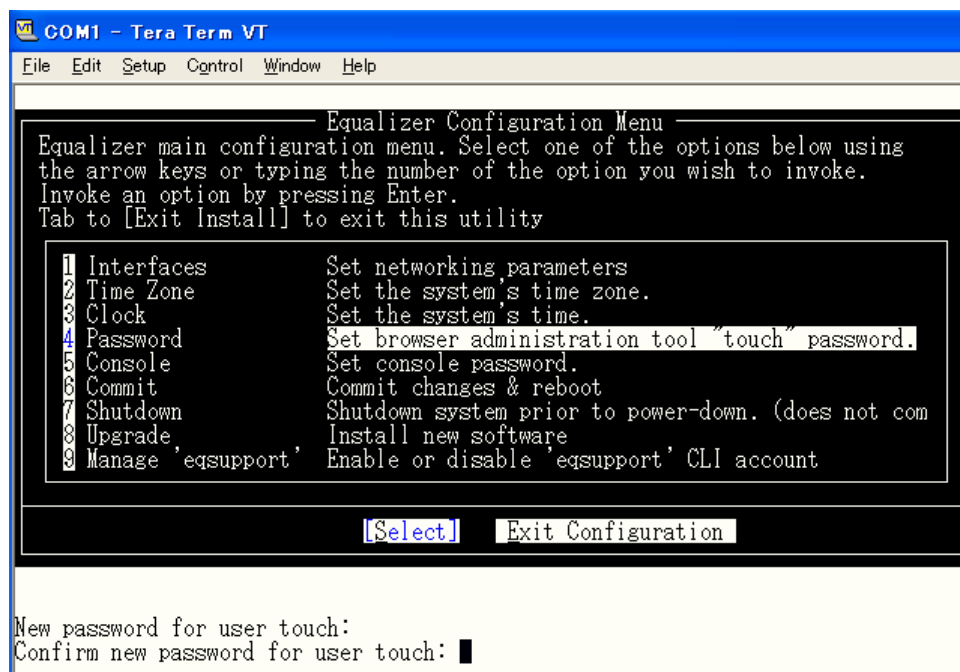 COM1 - Tera Term VT
File Edit Setup Control Window Help
Equalizer Configuration Menu
Equalizer main configuration menu. Select one of the options below using
the arrow keys or typing the number of the option you wish to invoke.
Invoke an option by pressing Enter.
Tab to [Exit Install] to exit this utility
1 Interfaces Set networking parameters
2 Time Zone Set the system's time zone.
3 Clock Set the system's time.
4 Password Set browser administration tool "touch" password.
5 Console Set console password.
6 Commit Commit changes & reboot
7 Shutdown Shutdown system prior to power-down. (does not com
8 Upgrade Install new software
9 Manage 'eqsupport' Enable or disable 'eqsupport' CLI account
[Select] Exit Configuration
New password for user touch:
Confirm new password for user touch: